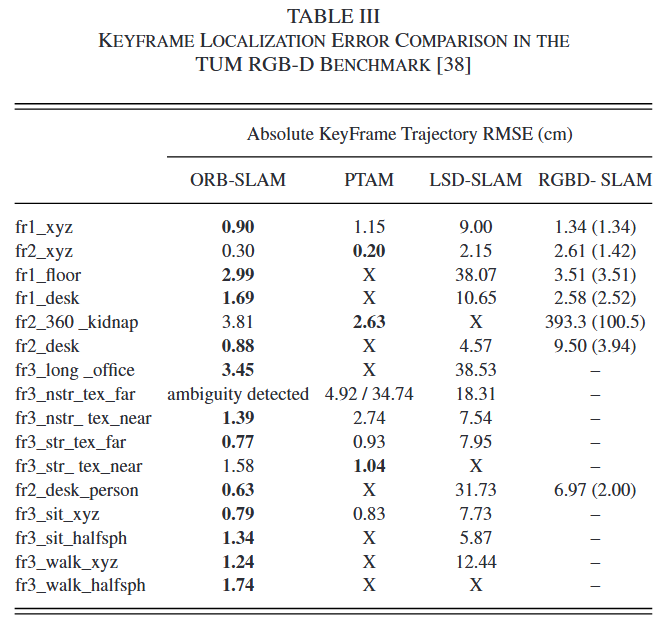 TABLE III
KEYFRAME LOCALIZATION ERROR COMPARISON IN THE
TUM RGB-D BENCHMARK [38]
Absolute KeyFrame Trajectory RMSE (cm)
ORB-SLAM PTAM LSD-SLAM RGBD- SLAM
fr1_xyz 0.90 1.15 9.00 1.34 (1.34)
fr2_xyz 0.30 0.20 2.15 2.61 (1.42)
fr1_floor 2.99 X 38.07 3.51 (3.51)
fr1_desk 1.69 X 10.65 2.58 (2.52)
fr2_360 _kidnap 3.81 2.63 X 393.3 (100.5)
fr2_desk 0.88 X 4.57 9.50 (3.94)
fr3_long _office 3.45 X 38.53 –
fr3_nstr_tex_far ambiguity detected 4.92 / 34.74 18.31 –
fr3_nstr_ tex_near 1.39 2.74 7.54 –
fr3_str_tex_far 0.77 0.93 7.95 –
fr3_str_ tex_near 1.58 1.04 X –
fr2_desk_person 0.63 X 31.73 6.97 (2.00)
fr3_sit_xyz 0.79 0.83 7.73 –
fr3_sit_halfsph 1.34 X 5.87 –
fr3_walk_xyz 1.24 X 12.44 –
fr3_walk_halfsph 1.74 X X –